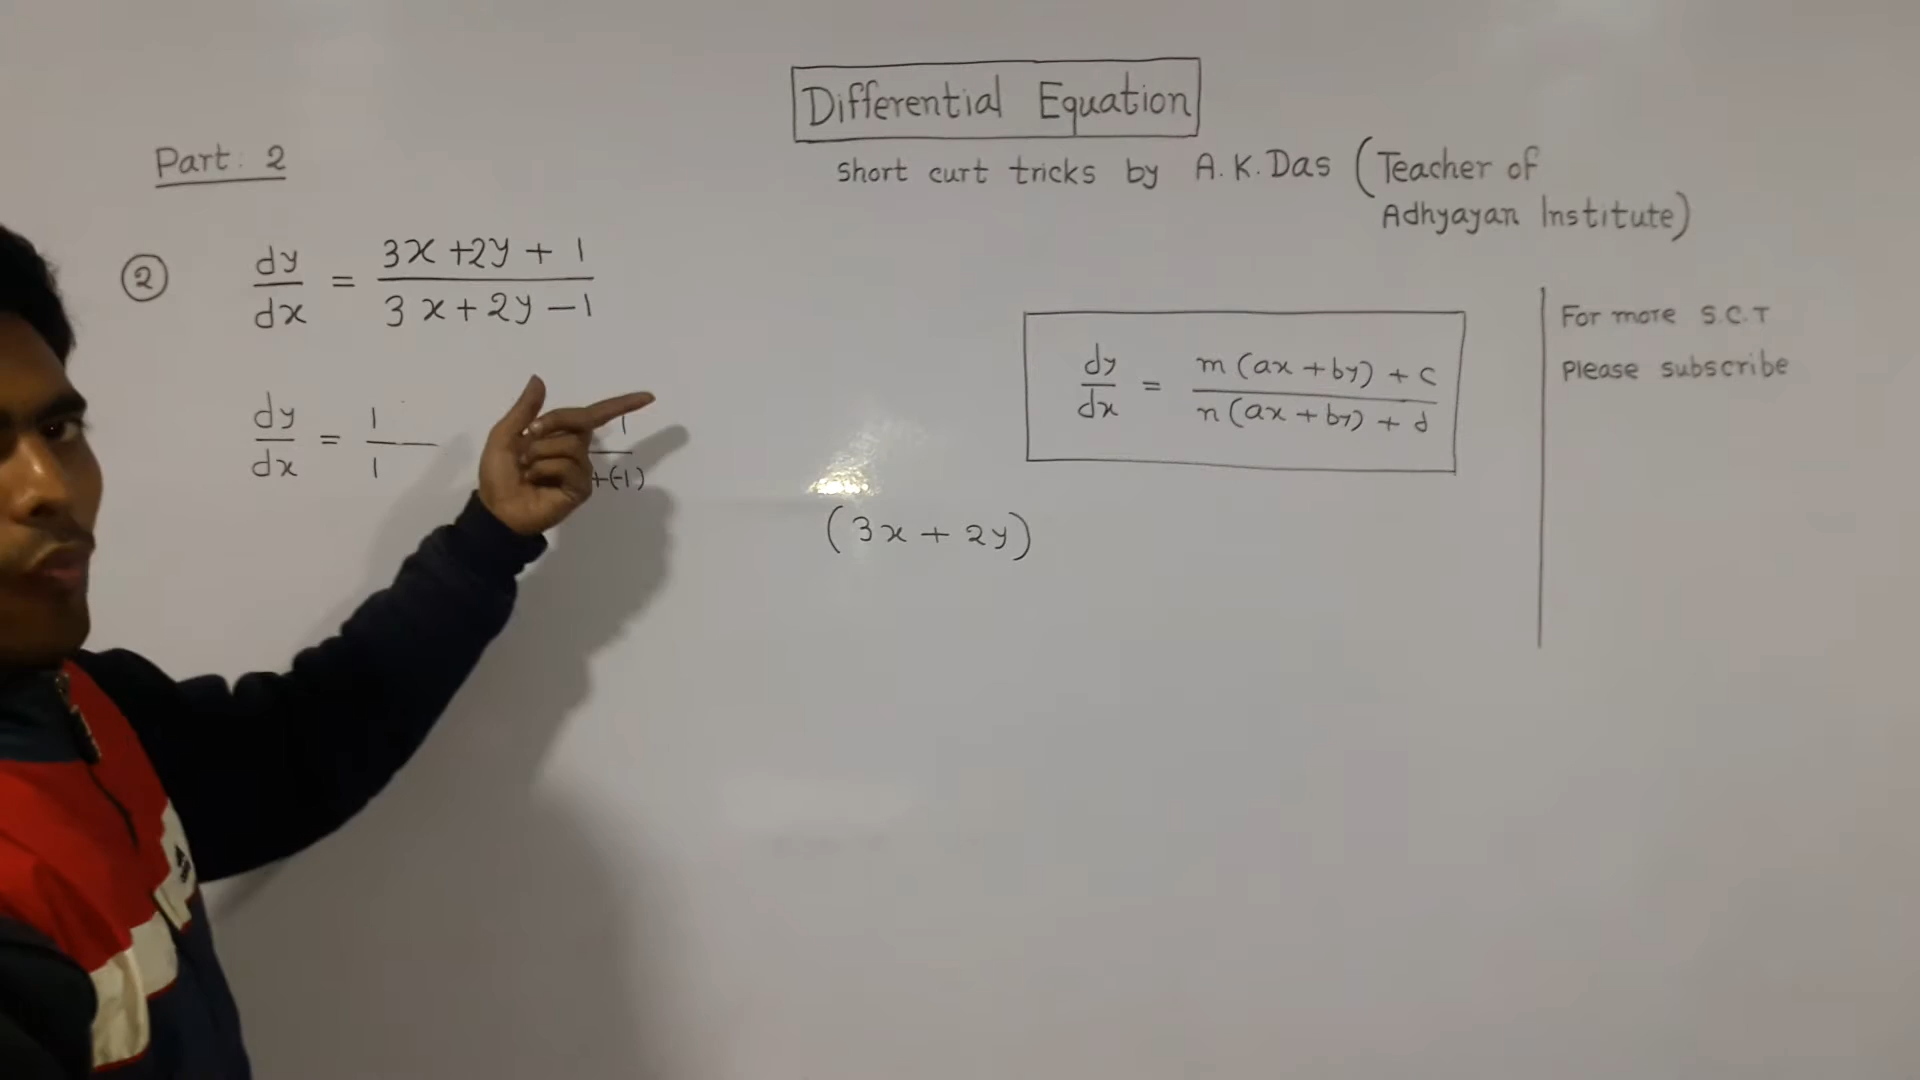 Differential Equation
Short curt tricks by A.K.Das (Teacher of
Adhyayan Institute)
Part: 2
② dy/dx = 3x+2y+1 / 3x+2y-1
dy/dx = m(ax+by)+c / n(ax+by)+d
For more S.C.T
Please subscribe
dy/dx = 1 1 / 1 +(-1)
(3x+2y)